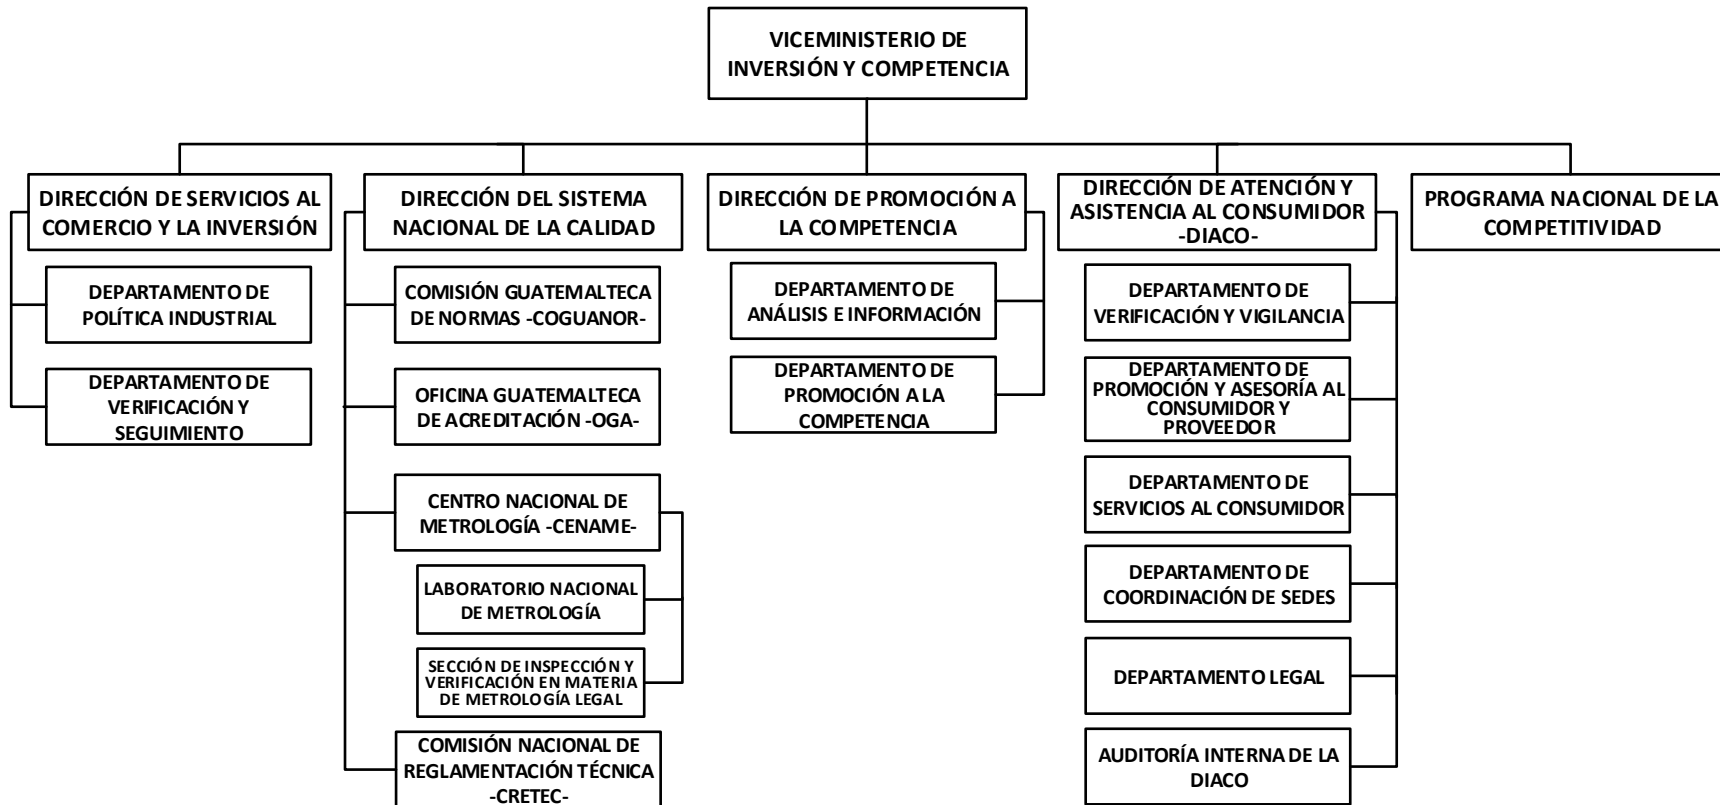 VICEMINISTERIO DE
INVERSIÓN Y COMPETENCIA
DIRECCIÓN DE SERVICIOS AL
COMERCIO Y LA INVERSIÓN
DEPARTAMENTO DE
POLÍTICA INDUSTRIAL
DEPARTAMENTO DE
VERIFICACIÓN Y
SEGUIMIENTO
DIRECCIÓN DEL SISTEMA
NACIONAL DE LA CALIDAD
COMISIÓN GUATEMALTECA
DE NORMAS -COGUANOR-
OFICINA GUATEMALTECA
DE ACREDITACIÓN -OGA-
CENTRO NACIONAL DE
METROLOGÍA -CENAME-
LABORATORIO NACIONAL
DE METROLOGÍA
SECCIÓN DE INSPECCIÓN Y
VERIFICACIÓN EN MATERIA
DE METROLOGÍA LEGAL
COMISIÓN NACIONAL DE
REGLAMENTACIÓN TÉCNICA
-CRETEC-
DIRECCIÓN DE PROMOCIÓN A
LA COMPETENCIA
DEPARTAMENTO DE
ANÁLISIS E INFORMACIÓN
DEPARTAMENTO DE
PROMOCIÓN A LA
COMPETENCIA
DIRECCIÓN DE ATENCIÓN Y
ASISTENCIA AL CONSUMIDOR
-DIACO-
DEPARTAMENTO DE
VERIFICACIÓN Y VIGILANCIA
DEPARTAMENTO DE
PROMOCIÓN Y ASESORÍA AL
CONSUMIDOR Y
PROVEEDOR
DEPARTAMENTO DE
SERVICIOS AL CONSUMIDOR
DEPARTAMENTO DE
COORDINACIÓN DE SEDES
DEPARTAMENTO LEGAL
AUDITORÍA INTERNA DE LA
DIACO
PROGRAMA NACIONAL DE LA
COMPETITIVIDAD